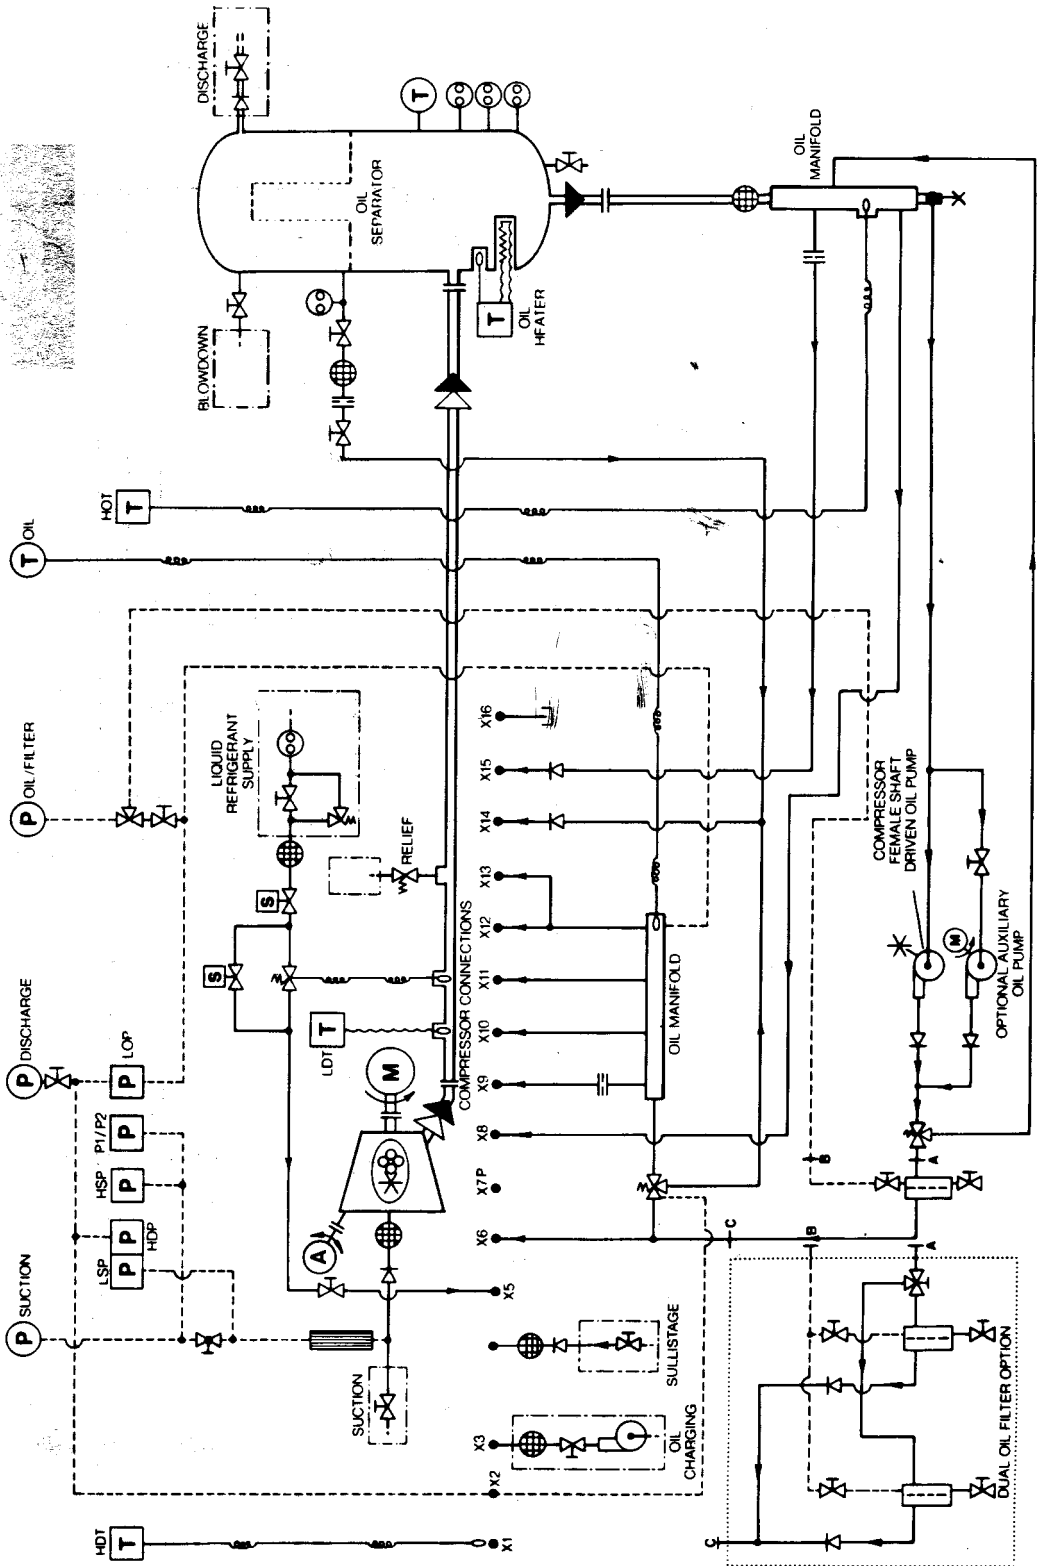 HDT
T
SUCTION
P
LSP
P
HDP
P
HSP
P
P1/P2
P
LOP
P
DISCHARGE
P
OIL/FILTER
P
OIL
T
HOT
T
BLOWDOWN
DISCHARGE
OIL
SEPARATOR
T
T
OIL
HEATER
LIQUID
REFRIGERANT
SUPPLY
S
S
RELIEF
LDT
T
M
A
SUCTION
COMPRESSOR CONNECTIONS
X1
X2
X3
X5
X6
X7P
X8
X9
X10
X11
X12
X13
X14
X15
X16
OIL
CHARGING
SULLISTAGE
OIL MANIFOLD
OIL
MANIFOLD
COMPRESSOR
FEMALE SHAFT
DRIVEN OIL PUMP
M
OPTIONAL AUXILIARY
OIL PUMP
B
A
C
B
A
C
DUAL OIL FILTER OPTION